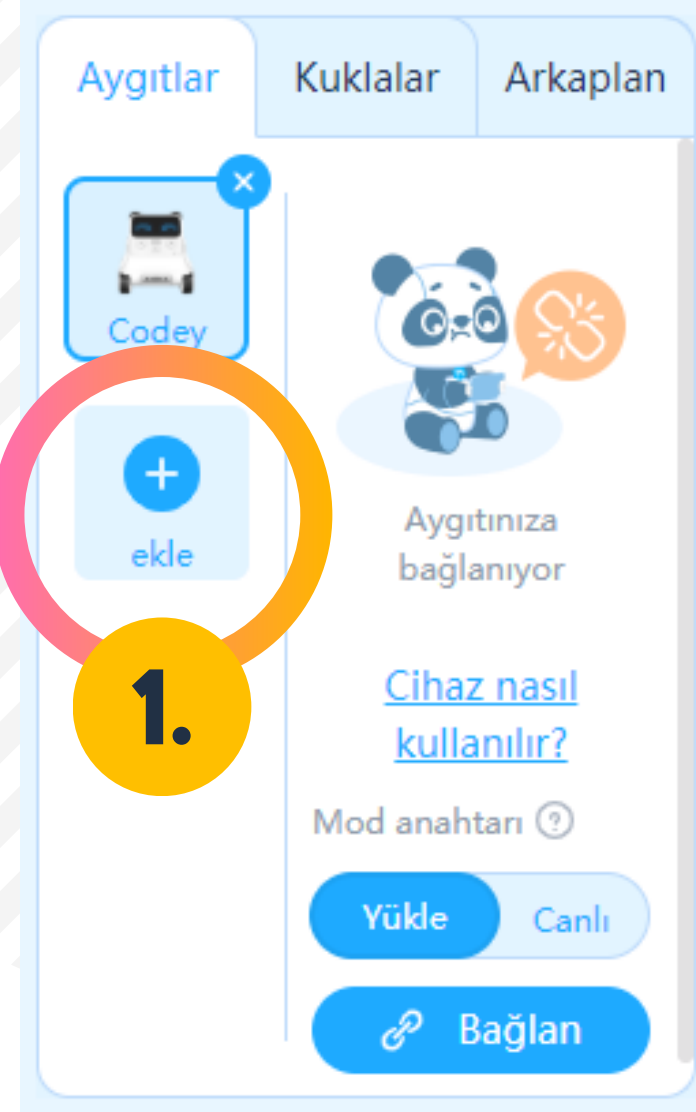 Aygıtlar Kuklalar Arkaplan
Codey
ekle
1.
Aygıtınıza
bağlanıyor
Cihaz nasıl
kullanılır?
Mod anahtarı ?
Yükle Canlı
Bağlan